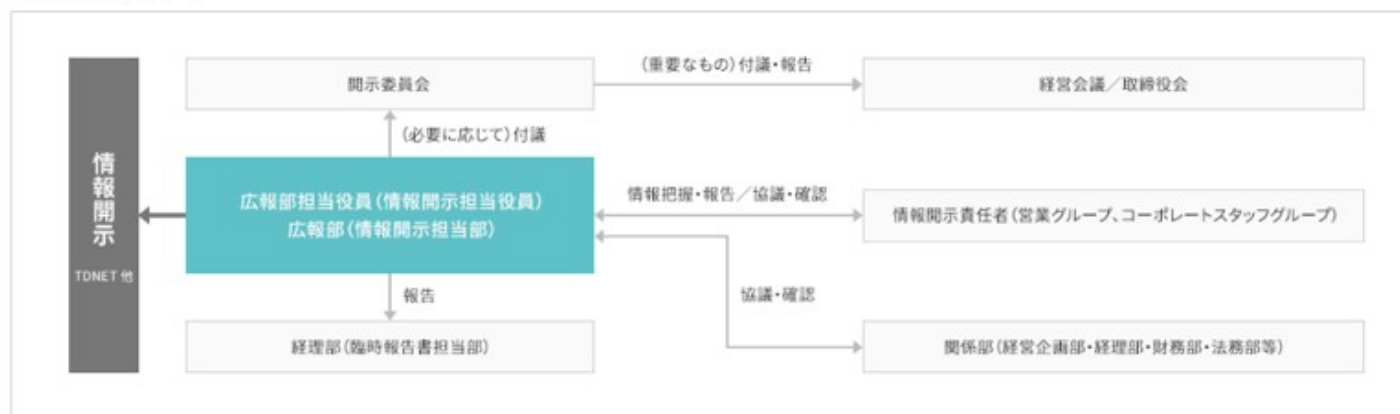 情報開示
TDNET 他
開示委員会
(重要なもの)付議・報告
経営会議／取締役会
(必要に応じて)付議
広報部担当役員(情報開示担当役員)
広報部(情報開示担当部)
情報把握・報告／協議・確認
情報開示責任者(営業グループ、コーポレートスタッフグループ)
報告
協議・確認
経理部(臨時報告書担当部)
関係部(経営企画部・経理部・財務部・法務部等)